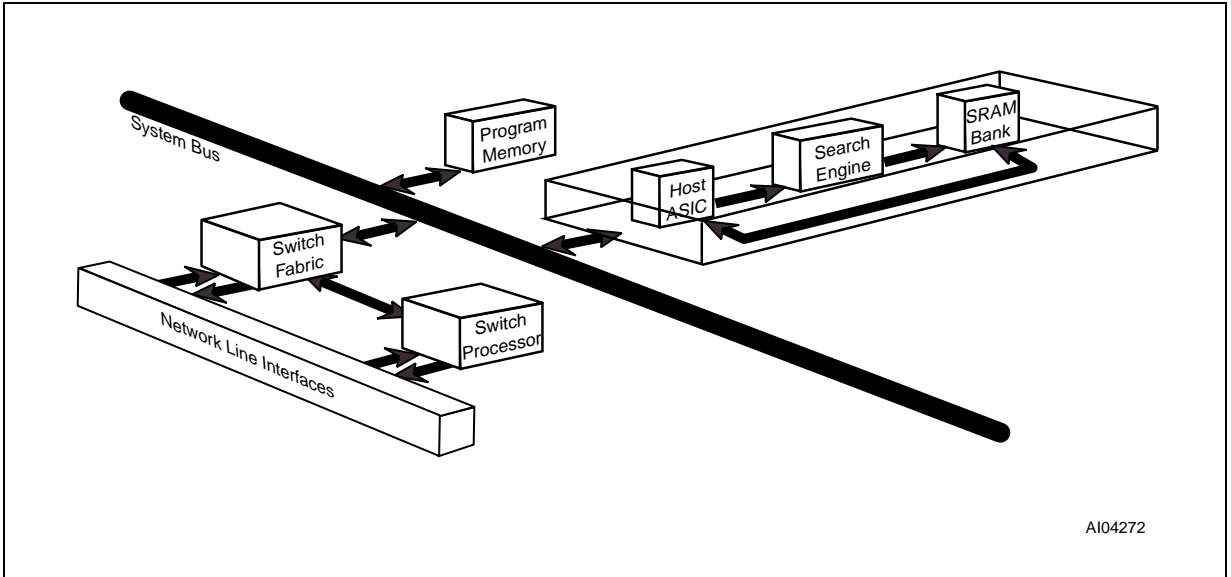 System Bus
Program
Memory
SRAM
Bank
Search
Engine
Host
ASIC
Switch
Fabric
Switch
Processor
Network Line Interfaces
AI04272